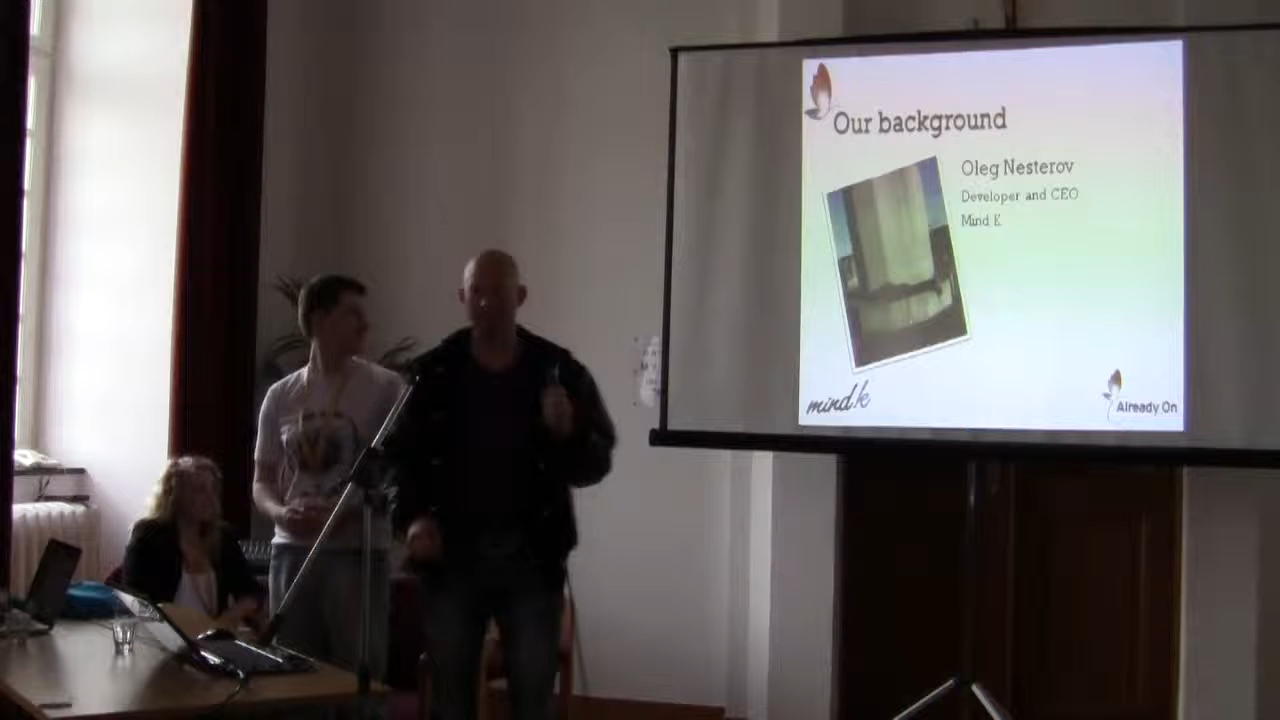 Our background
Oleg Nesterov
Developer and CEO
Mind K
mind.k
Already On